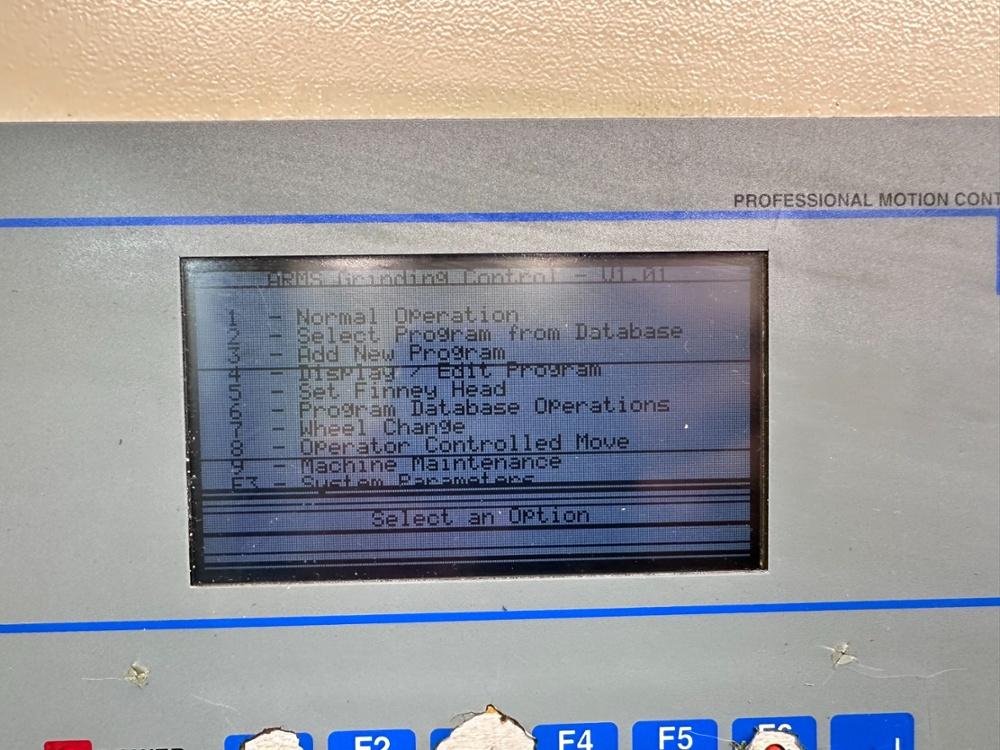 PROFESSIONAL MOTION CONT
ARMS Grinding Control - V1.01
1 - Normal Operation
2 - Select Program from Database
3 - Add New Program
4 - Display / Edit Program
5 - Set Finney Head
6 - Program Database Operations
7 - Wheel Change
8 - Operator Controlled Move
9 - Machine Maintenance
F3 - System Parameters
Select an Option
F2 F4 F5 F6